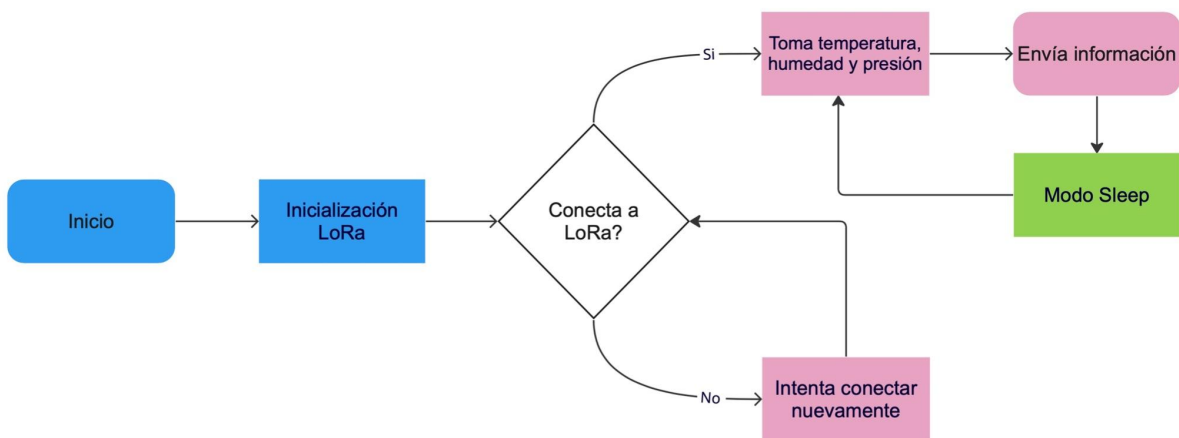 Inicio
Inicialización
LoRa
Conecta a
LoRa?
Si
Toma temperatura,
humedad y presión
Envía información
Modo Sleep
No
Intenta conectar
nuevamente